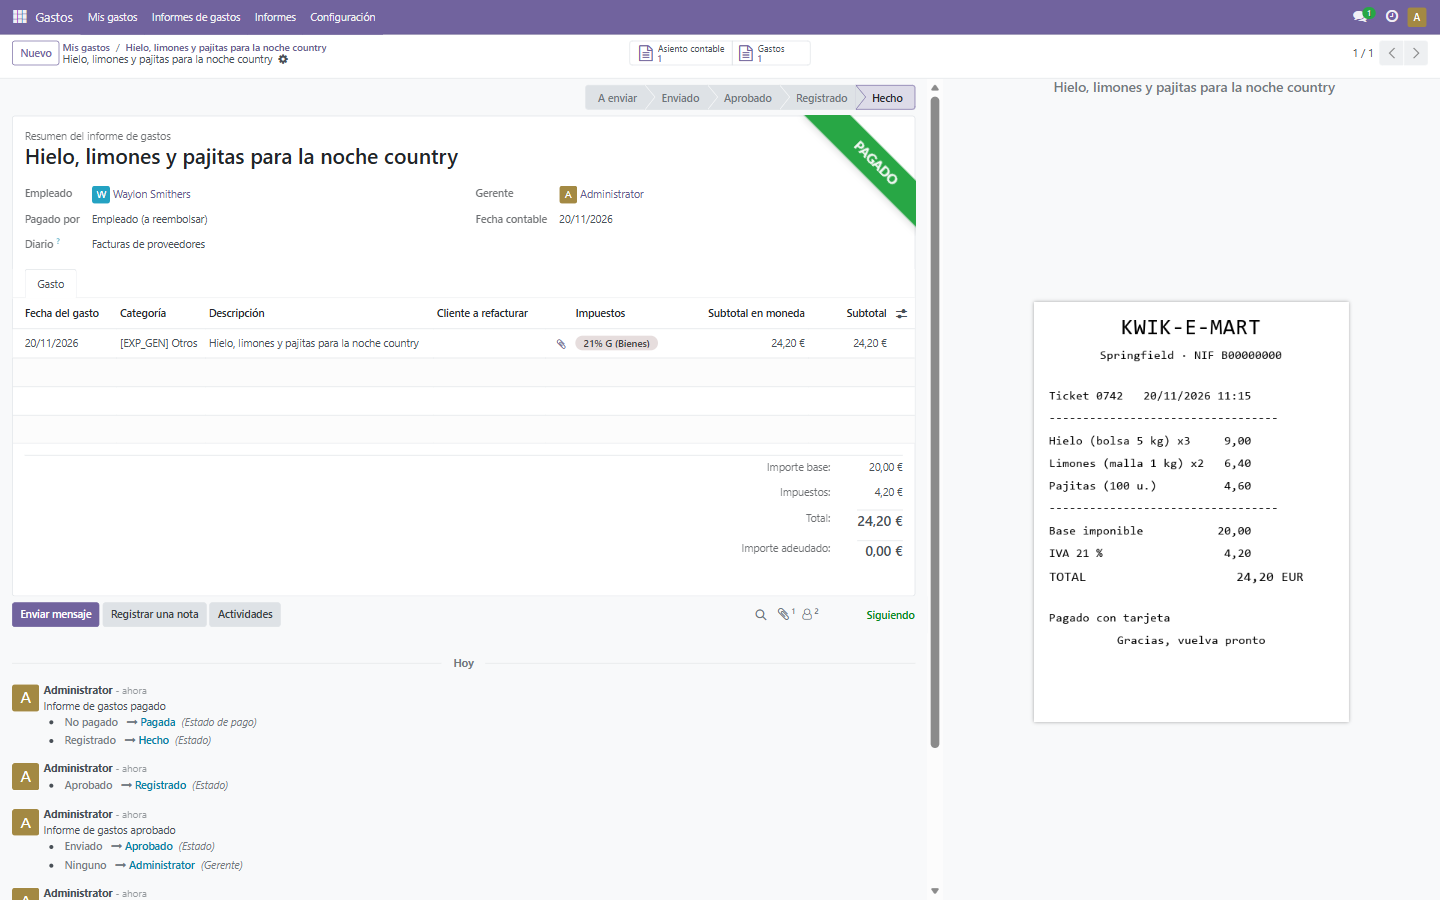 Gastos Mis gastos Informes de gastos Informes Configuración 1 A
Nuevo Mis gastos / Hielo, limones y pajitas para la noche country
Hielo, limones y pajitas para la noche country
Asiento contable 1 Gastos 1
1 / 1
A enviar Enviado Aprobado Registrado Hecho
PAGADO
Resumen del informe de gastos
Hielo, limones y pajitas para la noche country
Empleado W Waylon Smithers Gerente A Administrator
Pagado por Empleado (a reembolsar) Fecha contable 20/11/2026
Diario ? Facturas de proveedores
Gasto
Fecha del gasto Categoría Descripción Cliente a refacturar Impuestos Subtotal en moneda Subtotal
20/11/2026 [EXP_GEN] Otros Hielo, limones y pajitas para la noche country 21% G (Bienes) 24,20 € 24,20 €
Importe base: 20,00 €
Impuestos: 4,20 €
Total: 24,20 €
Importe adeudado: 0,00 €
Enviar mensaje Registrar una nota Actividades 1 2 Siguiendo
Hoy
A Administrator - ahora
Informe de gastos pagado
• No pagado → Pagada (Estado de pago)
• Registrado → Hecho (Estado)
A Administrator - ahora
• Aprobado → Registrado (Estado)
A Administrator - ahora
Informe de gastos aprobado
• Enviado → Aprobado (Estado)
• Ninguno → Administrator (Gerente)
A Administrator - ahora
Hielo, limones y pajitas para la noche country
KWIK-E-MART
Springfield · NIF B00000000
Ticket 0742 20/11/2026 11:15
----------------------------------
Hielo (bolsa 5 kg) x3 9,00
Limones (malla 1 kg) x2 6,40
Pajitas (100 u.) 4,60
----------------------------------
Base imponible 20,00
IVA 21 % 4,20
TOTAL 24,20 EUR
Pagado con tarjeta
Gracias, vuelva pronto